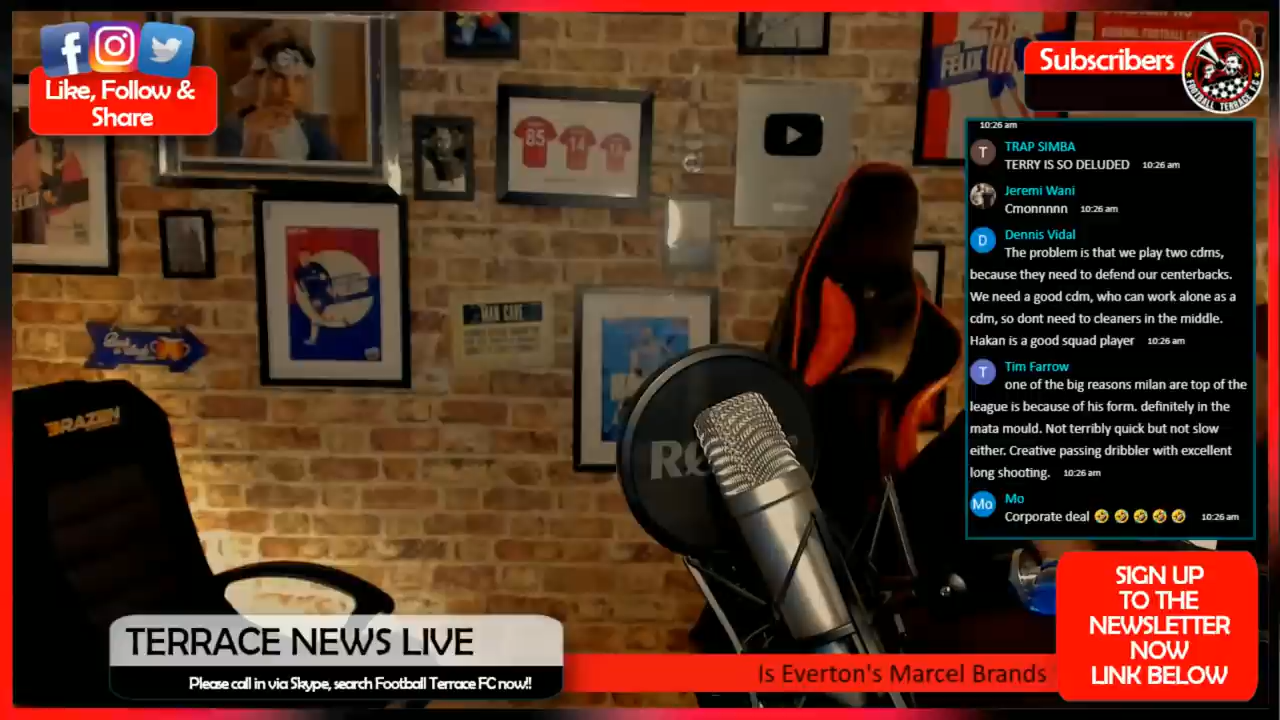 Like, Follow &
Share
85
14
FELIX
MAN CAVE
BRAZEN
RØ
Subscribers
FOOTBALL TERRACE F.C
10:26 am
T
TRAP SIMBA
TERRY IS SO DELUDED 10:26 am
Jeremi Wani
Cmonnnnn 10:26 am
D
Dennis Vidal
The problem is that we play two cdms,
because they need to defend our centerbacks.
We need a good cdm, who can work alone as a
cdm, so dont need to cleaners in the middle.
Hakan is a good squad player 10:26 am
T
Tim Farrow
one of the big reasons milan are top of the
league is because of his form. definitely in the
mata mould. Not terribly quick but not slow
either. Creative passing dribbler with excellent
long shooting. 10:26 am
Mo
Mo
Corporate deal 🤣 🤣 🤣 🤣 🤣 10:26 am
TERRACE NEWS LIVE
Please call in via Skype, search Football Terrace FC now!!
Is Everton's Marcel Brands
SIGN UP
TO THE
NEWSLETTER
NOW
LINK BELOW